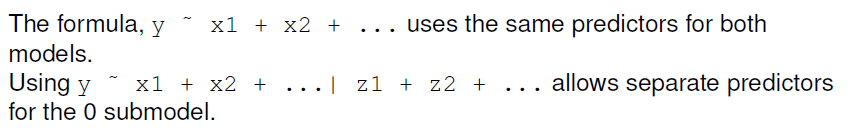 The formula, y ~ x1 + x2 + ... uses the same predictors for both
models.
Using y ~ x1 + x2 + ...| z1 + z2 + ... allows separate predictors
for the 0 submodel.